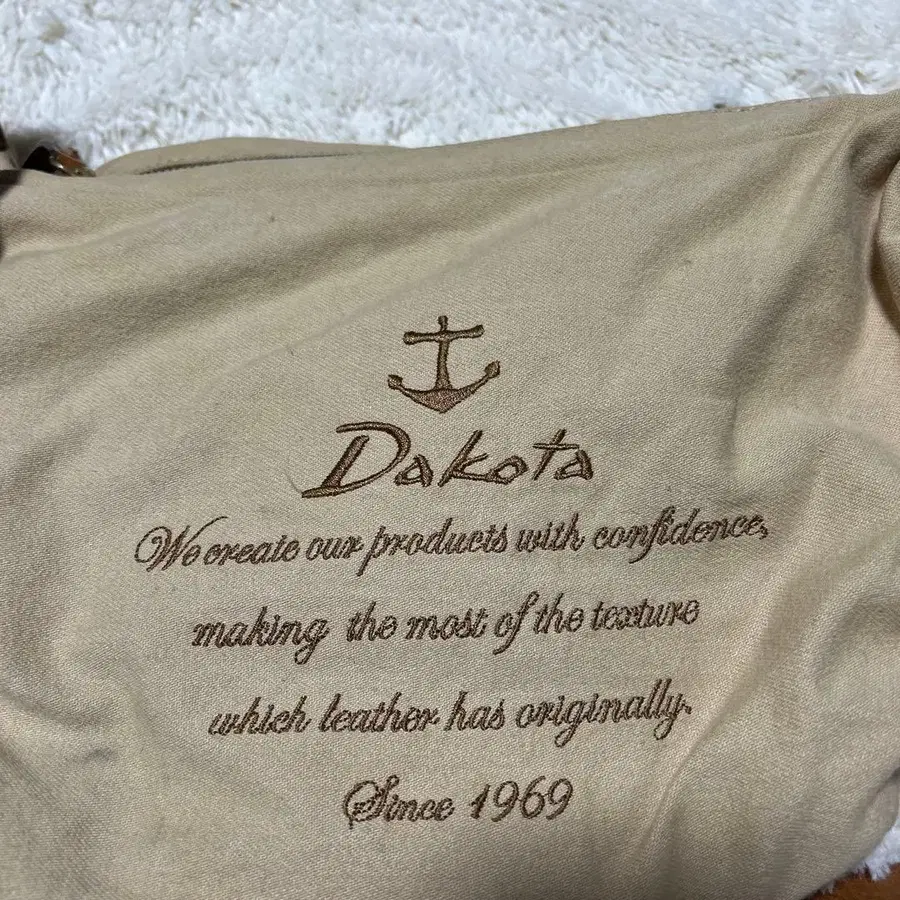 Dakota
We create our products with confidence,
making the most of the texture
which leather has originally.
Since 1969